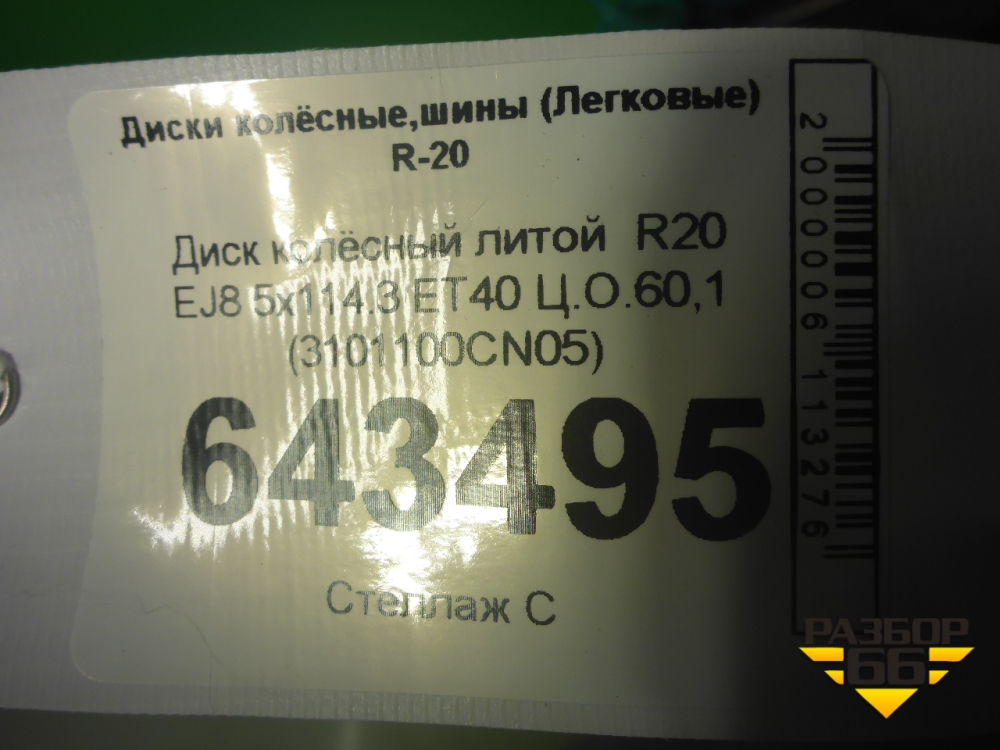 Диски колёсные,шины (Легковые)
R-20
Диск колёсный литой R20
EJ8 5x114.3 ET40 Ц.О.60,1
(3101100CN05)
643495
Стеллаж С
2000006113276
РАЗБОР
66